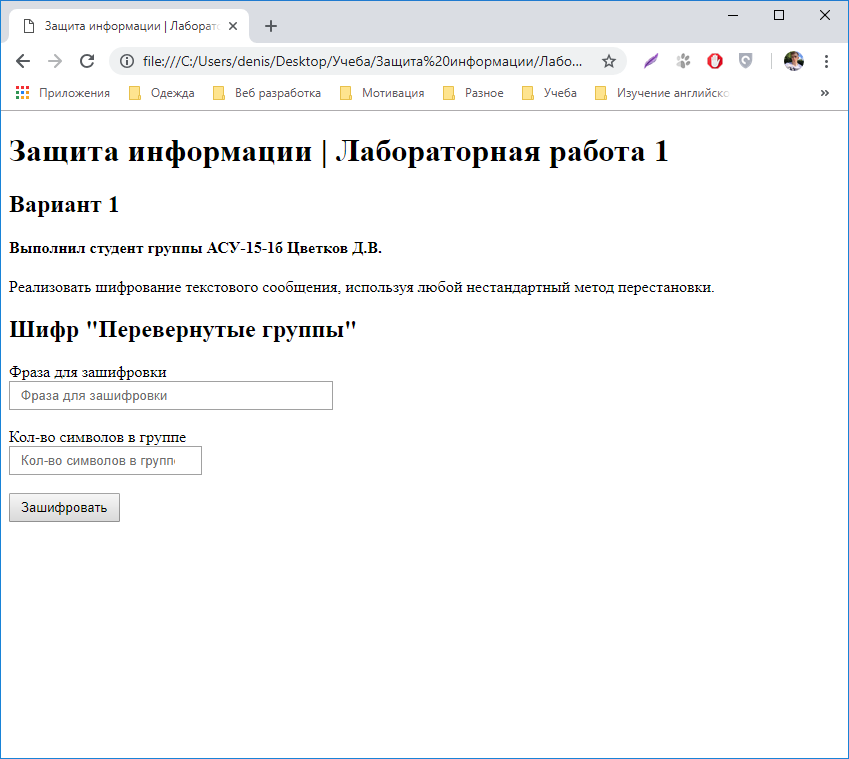 Защита информации | Лаборато
file:///C:/Users/denis/Desktop/Учеба/Защита%20информации/Лабо...
Приложения Одежда Веб разработка Мотивация Разное Учеба Изучение английско »
Защита информации | Лабораторная работа 1
Вариант 1
Выполнил студент группы АСУ-15-1б Цветков Д.В.
Реализовать шифрование текстового сообщения, используя любой нестандартный метод перестановки.
Шифр "Перевернутые группы"
Фраза для зашифровки
Фраза для зашифровки
Кол-во символов в группе
Кол-во символов в группе
Зашифровать